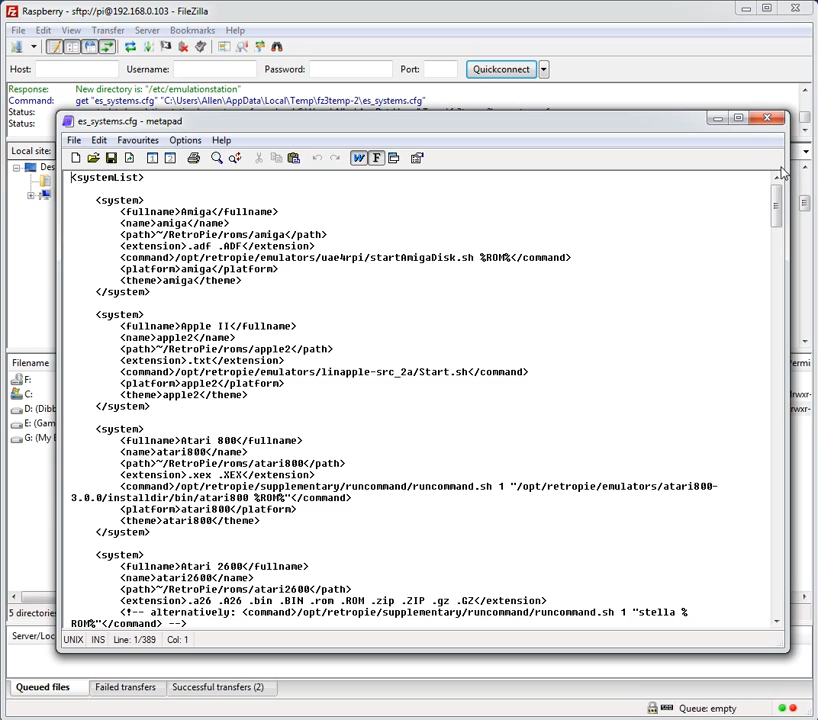 Raspberry - sftp://pi@192.168.0.103 - FileZilla
File Edit View Transfer Server Bookmarks Help
Host: Username: Password: Port: Quickconnect
Response: New directory is: "/etc/emulationstation"
Command: get "es_systems.cfg" "C:\Users\Allen\AppData\Local\Temp\fz3temp-2\es_systems.cfg"
Status:
Status:
Local site:
Des
es_systems.cfg - metapad
File Edit Favourites Options Help
<systemList>
<system>
<fullname>Amiga</fullname>
<name>amiga</name>
<path>~/RetroPie/roms/amiga</path>
<extension>.adf .ADF</extension>
<command>/opt/retropie/emulators/uae4rpi/startAmigaDisk.sh %ROM%</command>
<platform>amiga</platform>
<theme>amiga</theme>
</system>
<system>
<fullname>Apple II</fullname>
<name>apple2</name>
<path>~/RetroPie/roms/apple2</path>
<extension>.txt</extension>
<command>/opt/retropie/emulators/linapple-src_2a/Start.sh</command>
<platform>apple2</platform>
<theme>apple2</theme>
</system>
<system>
<fullname>Atari 800</fullname>
<name>atari800</name>
<path>~/RetroPie/roms/atari800</path>
<extension>.xex .XEX</extension>
<command>/opt/retropie/supplementary/runcommand/runcommand.sh 1 "/opt/retropie/emulators/atari800-
3.0.0/installdir/bin/atari800 %ROM%"</command>
<platform>atari800</platform>
<theme>atari800</theme>
</system>
<system>
<fullname>Atari 2600</fullname>
<name>atari2600</name>
<path>~/RetroPie/roms/atari2600</path>
<extension>.a26 .A26 .bin .BIN .rom .ROM .zip .ZIP .gz .GZ</extension>
<!-- alternatively: <command>/opt/retropie/supplementary/runcommand/runcommand.sh 1 "stella %
ROM%"</command> -->
UNIX INS Line: 1/389 Col: 1
Filename
F:
C:
D: (Dibb
E: (Gam
G: (My B
ermi
rwxr-
rwxr-
5 directorie
Server/Loc
Queued files Failed transfers Successful transfers (2)
Queue: empty